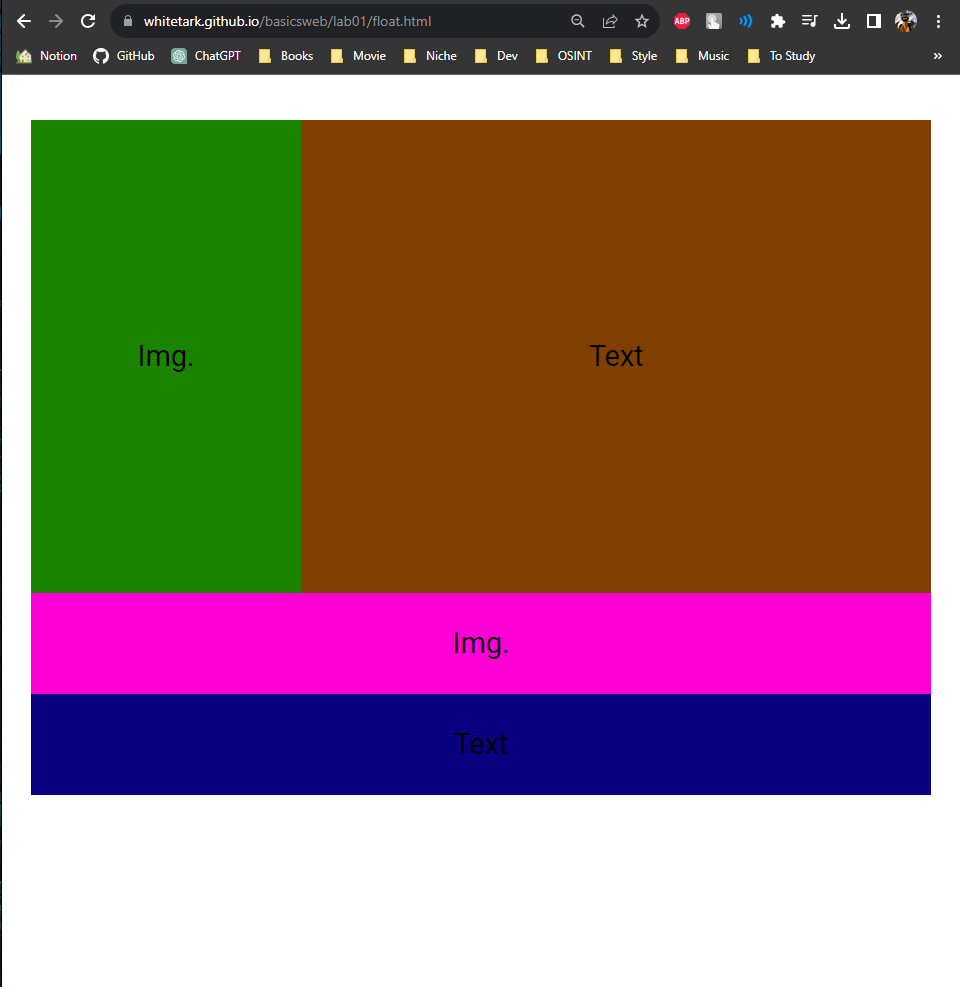 whitetark.github.io/basicsweb/lab01/float.html
ABP
Notion GitHub ChatGPT Books Movie Niche Dev OSINT Style Music To Study »
Img. Text
Img.
Text